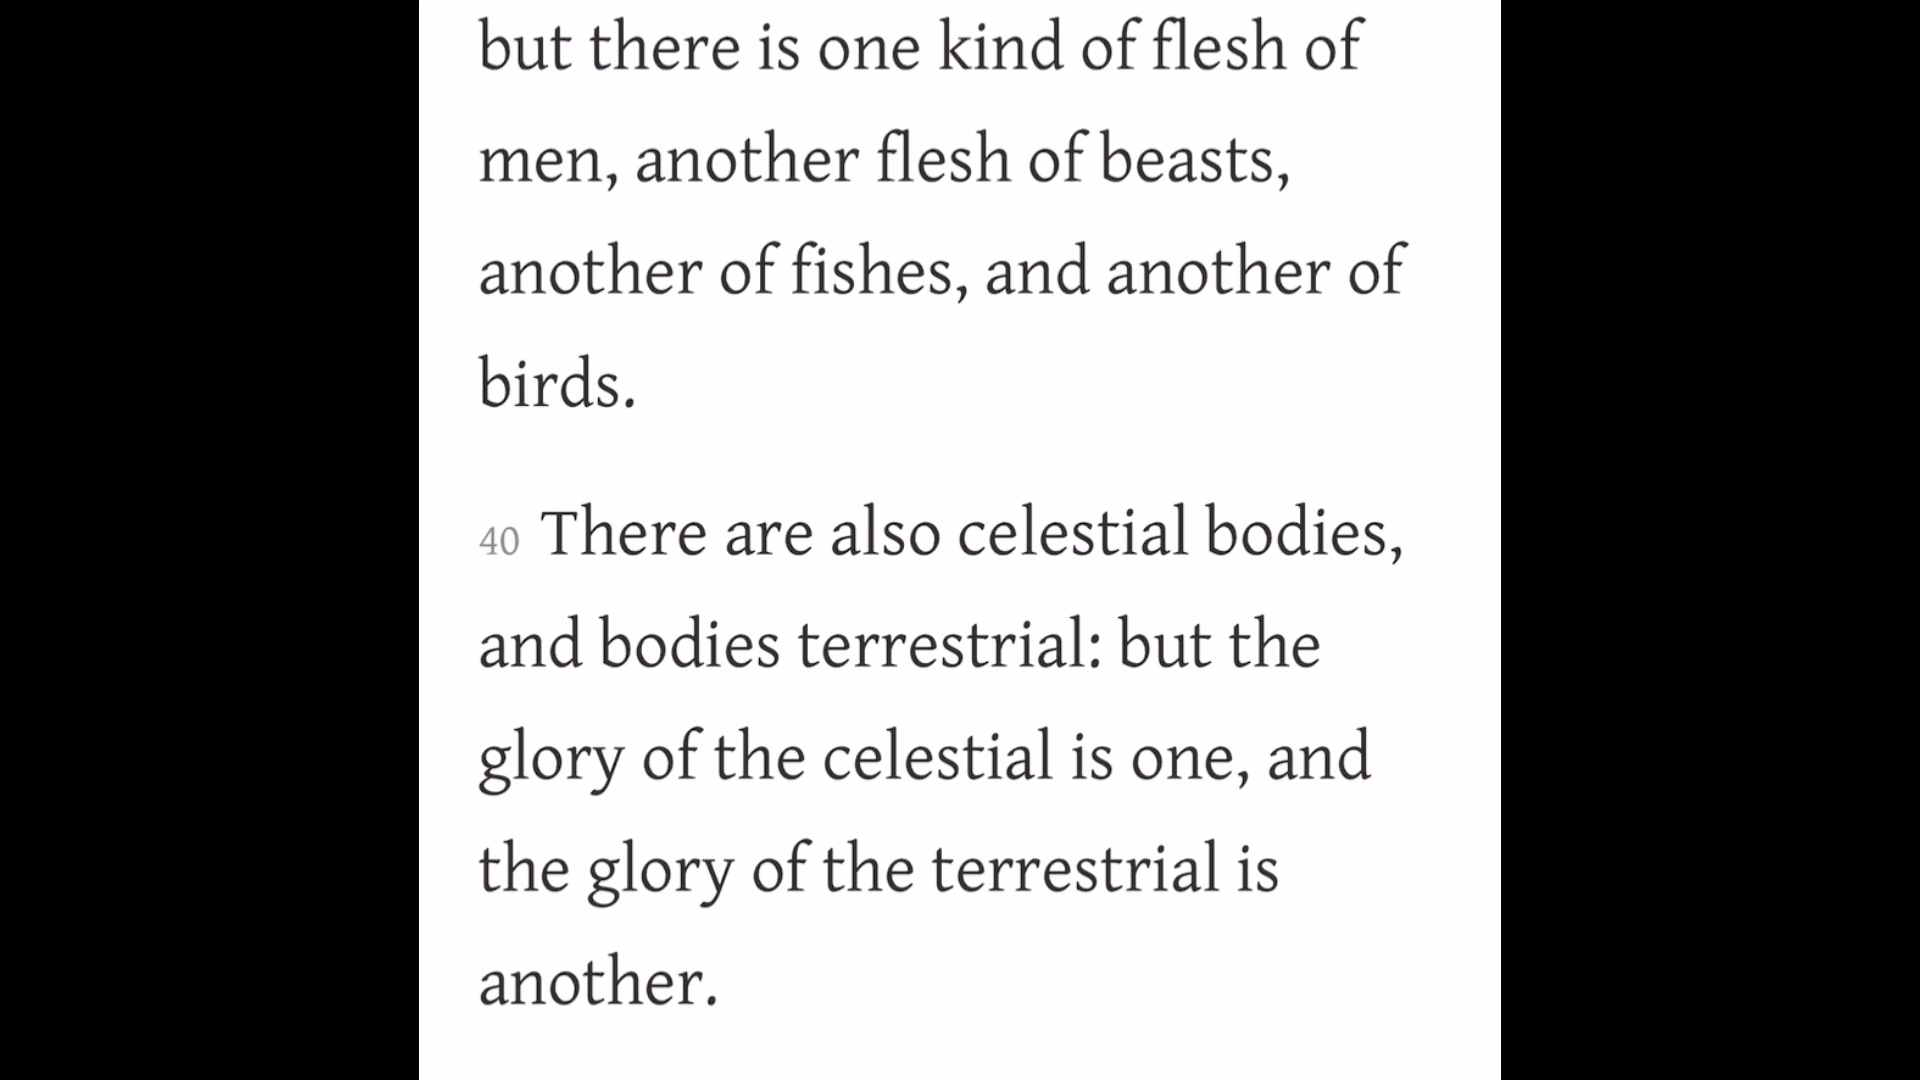 but there is one kind of flesh of
men, another flesh of beasts,
another of fishes, and another of
birds.
40 There are also celestial bodies,
and bodies terrestrial: but the
glory of the celestial is one, and
the glory of the terrestrial is
another.